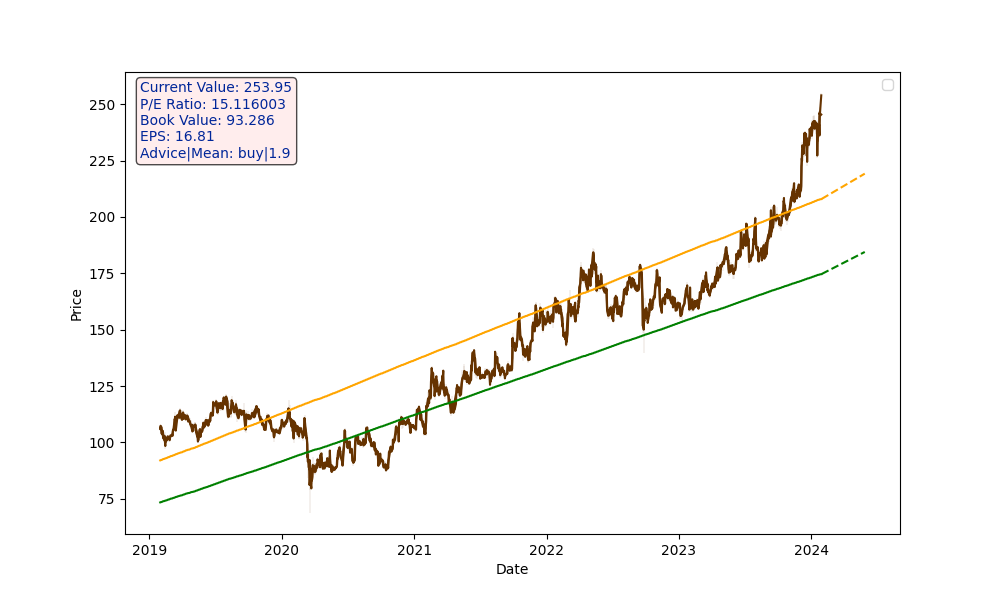 Current Value: 253.95
P/E Ratio: 15.116003
Book Value: 93.286
EPS: 16.81
Advice|Mean: buy|1.9
Price
250
225
200
175
150
125
100
75
2019 2020 2021 2022 2023 2024
Date